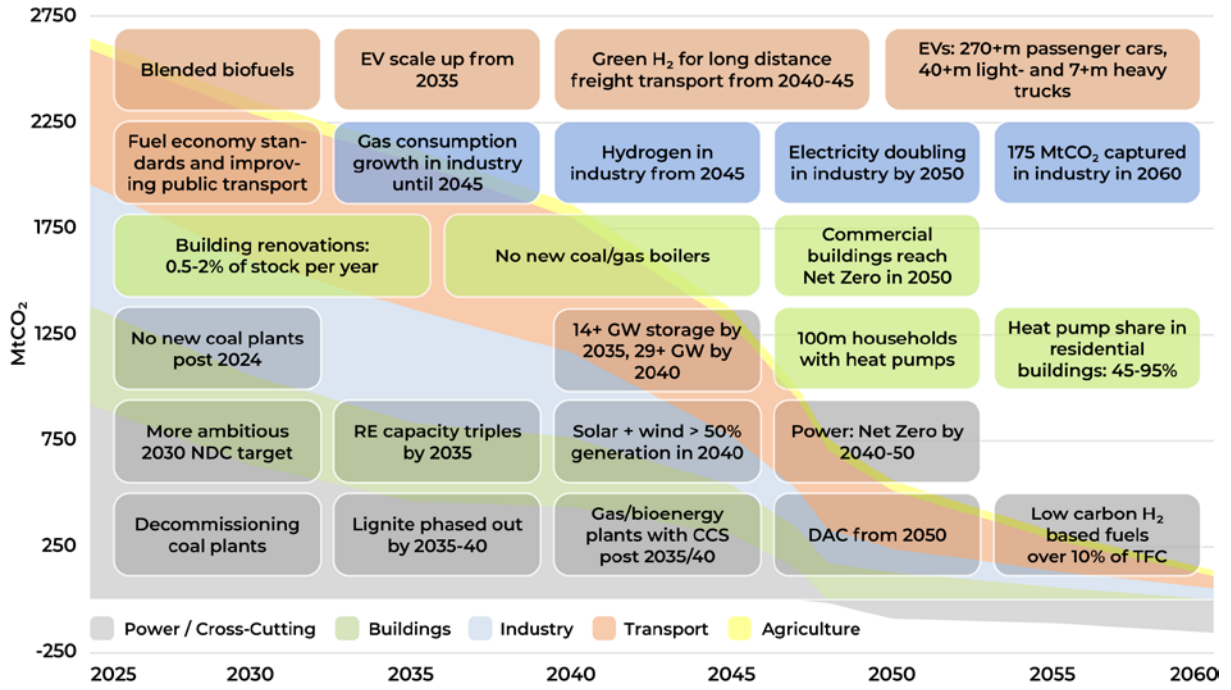 2750
Blended biofuels
EV scale up from
2035
Green H₂ for long distance
freight transport from 2040-45
EVs: 270+m passenger cars,
40+m light- and 7+m heavy
trucks
2250
Fuel economy stan-
dards and improv-
ing public transport
Gas consumption
growth in industry
until 2045
Hydrogen in
industry from 2045
Electricity doubling
in industry by 2050
175 MtCO₂ captured
in industry in 2060
1750
Building renovations:
0.5-2% of stock per year
No new coal/gas boilers
Commercial
buildings reach
Net Zero in 2050
MtCO₂
1250
No new coal plants
post 2024
14+ GW storage by
2035, 29+ GW by
2040
100m households
with heat pumps
Heat pump share in
residential
buildings: 45-95%
750
More ambitious
2030 NDC target
RE capacity triples
by 2035
Solar + wind > 50%
generation in 2040
Power: Net Zero by
2040-50
250
Decommissioning
coal plants
Lignite phased out
by 2035-40
Gas/bioenergy
plants with CCS
post 2035/40
DAC from 2050
Low carbon H₂
based fuels
over 10% of TFC
Power / Cross-Cutting
Buildings
Industry
Transport
Agriculture
-250
2025
2030
2035
2040
2045
2050
2055
2060